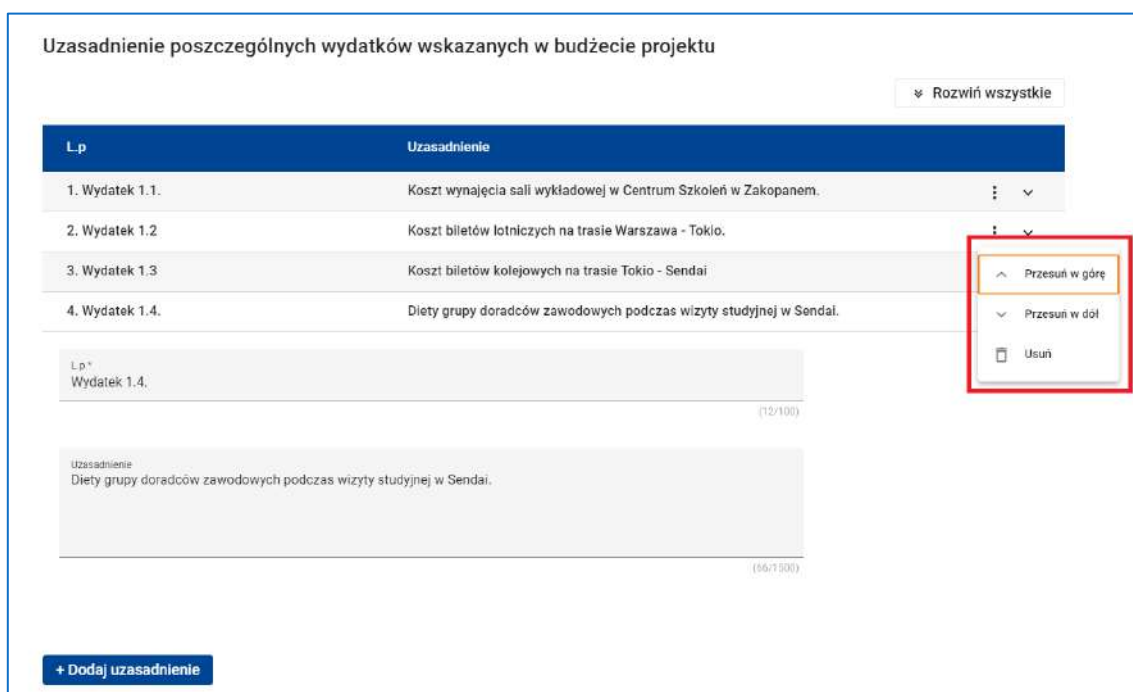 Uzasadnienie poszczególnych wydatków wskazanych w budżecie projektu
Rozwiń wszystkie
L.p Uzasadnienie
1. Wydatek 1.1. Koszt wynajęcia sali wykładowej w Centrum Szkoleń w Zakopanem.
2. Wydatek 1.2 Koszt biletów lotniczych na trasie Warszawa - Tokio.
3. Wydatek 1.3 Koszt biletów kolejowych na trasie Tokio - Sendai
4. Wydatek 1.4. Diety grupy doradców zawodowych podczas wizyty studyjnej w Sendai.
Przesuń w górę
Przesuń w dół
Usuń
L.p*
Wydatek 1.4.
(12/100)
Uzasadnienie
Diety grupy doradców zawodowych podczas wizyty studyjnej w Sendai.
(66/1500)
+ Dodaj uzasadnienie